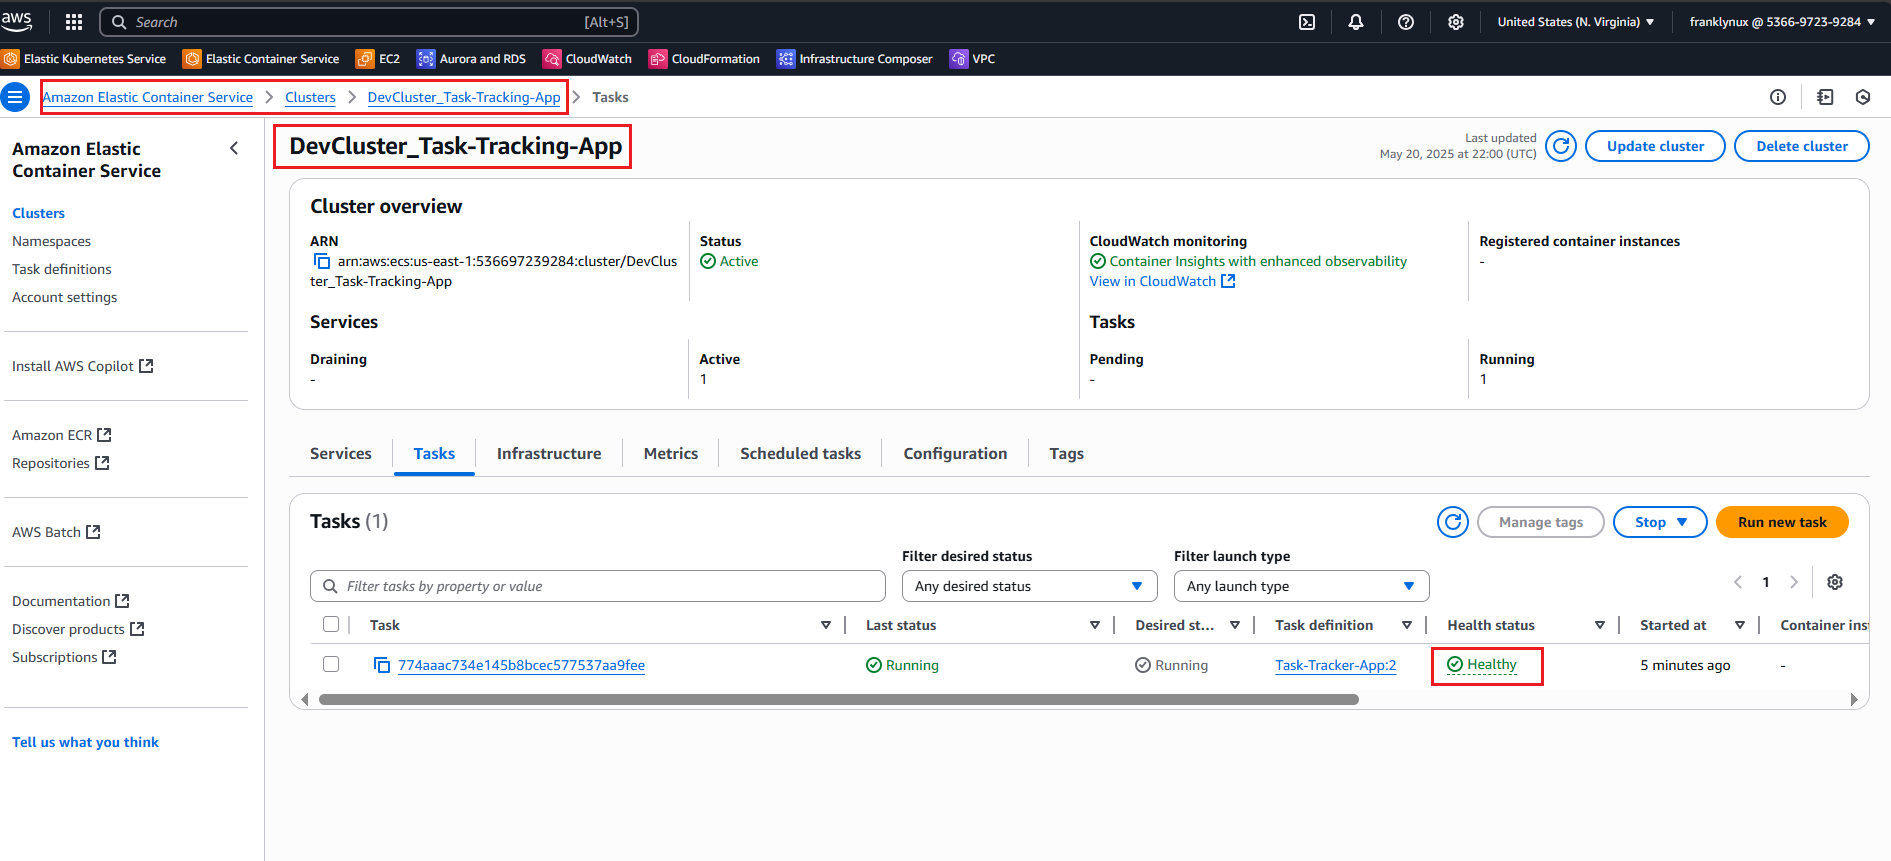 aws
Search [Alt+S]
United States (N. Virginia)
franklynux @ 5366-9723-9284
Elastic Kubernetes Service
Elastic Container Service
EC2
Aurora and RDS
CloudWatch
CloudFormation
Infrastructure Composer
VPC
Amazon Elastic Container Service
Clusters
DevCluster_Task-Tracking-App
Tasks
Amazon Elastic
Container Service
Clusters
Namespaces
Task definitions
Account settings
Install AWS Copilot
Amazon ECR
Repositories
AWS Batch
Documentation
Discover products
Subscriptions
Tell us what you think
DevCluster_Task-Tracking-App
Last updated
May 20, 2025 at 22:00 (UTC)
Update cluster
Delete cluster
Cluster overview
ARN
arn:aws:ecs:us-east-1:536697239284:cluster/DevClus
ter_Task-Tracking-App
Status
Active
CloudWatch monitoring
Container Insights with enhanced observability
View in CloudWatch
Registered container instances
-
Services
Draining
-
Active
1
Tasks
Pending
-
Running
1
Services
Tasks
Infrastructure
Metrics
Scheduled tasks
Configuration
Tags
Tasks (1)
Manage tags
Stop
Run new task
Filter desired status
Filter launch type
Filter tasks by property or value
Any desired status
Any launch type
1
Task
Last status
Desired st...
Task definition
Health status
Started at
Container ins
774aaac734e145b8bcec577537aa9fee
Running
Running
Task-Tracker-App:2
Healthy
5 minutes ago
-